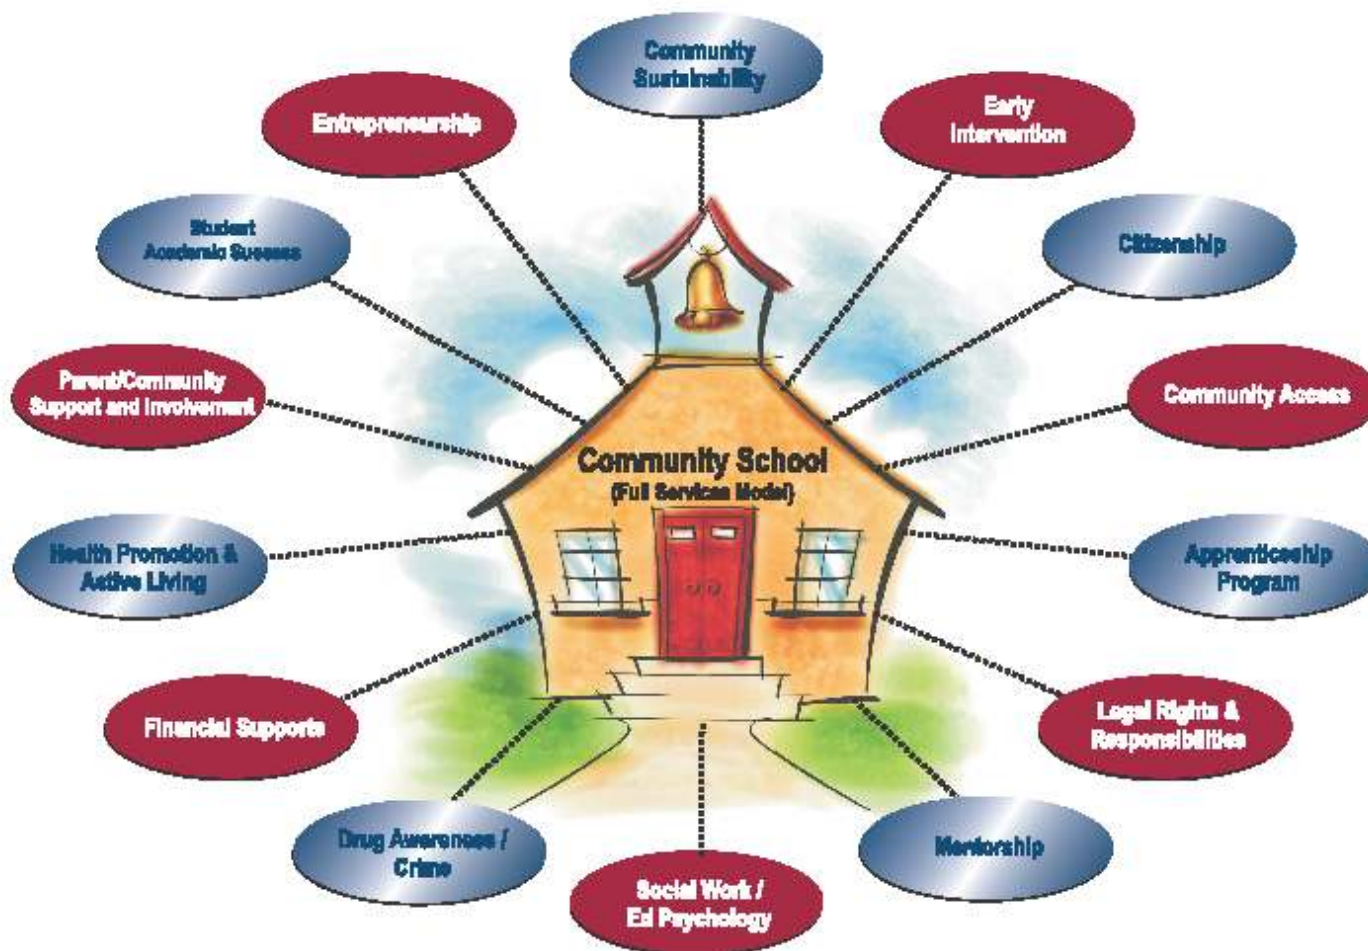 Community
Sustainability
Entrepreneurship
Early
Intervention
Student
Academic Success
Citizenship
Parent/Community
Support and Involvement
Community Access
Community School
(Full Services Model)
Health Promotion &
Active Living
Apprenticeship
Program
Financial Supports
Legal Rights &
Responsibilities
Drug Awareness /
Crime
Mentorship
Social Work /
Ed Psychology